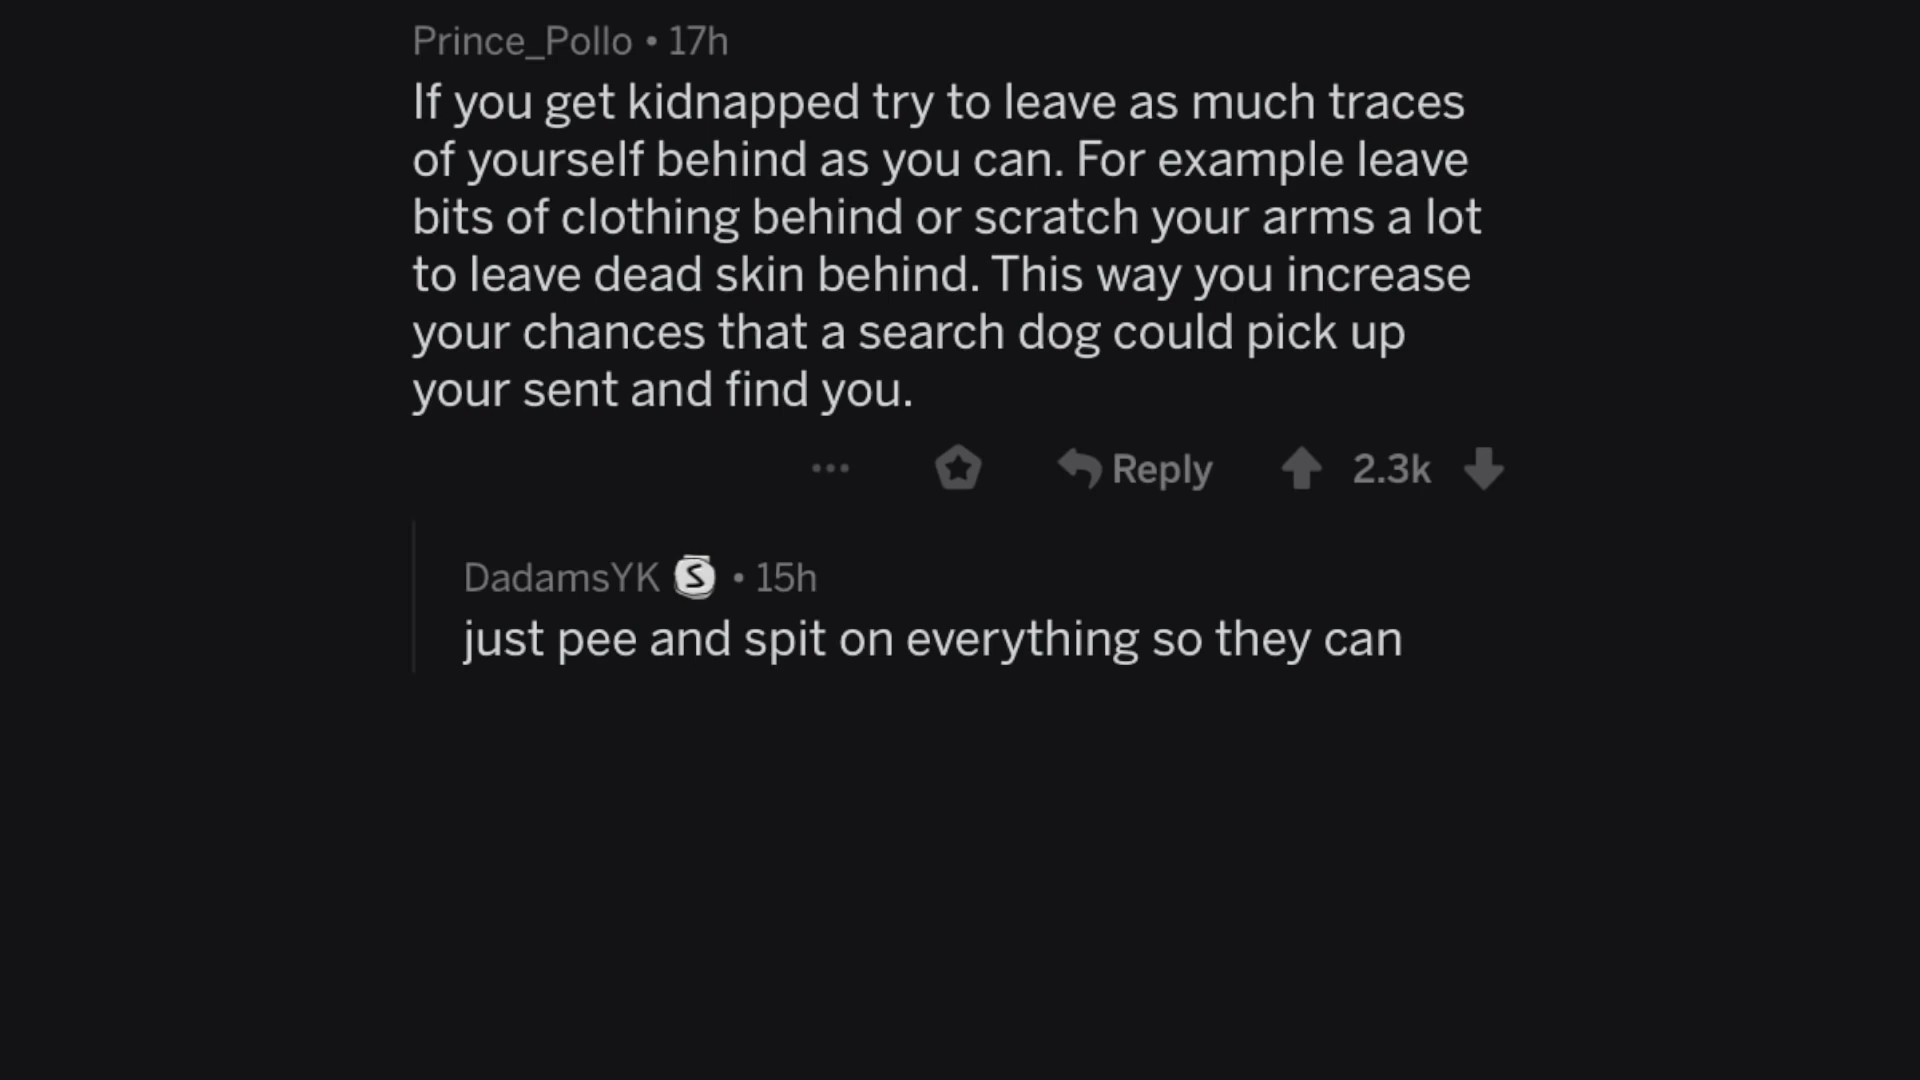 Prince_Pollo • 17h
If you get kidnapped try to leave as much traces
of yourself behind as you can. For example leave
bits of clothing behind or scratch your arms a lot
to leave dead skin behind. This way you increase
your chances that a search dog could pick up
your sent and find you.
Reply 2.3k
DadamsYK S • 15h
just pee and spit on everything so they can